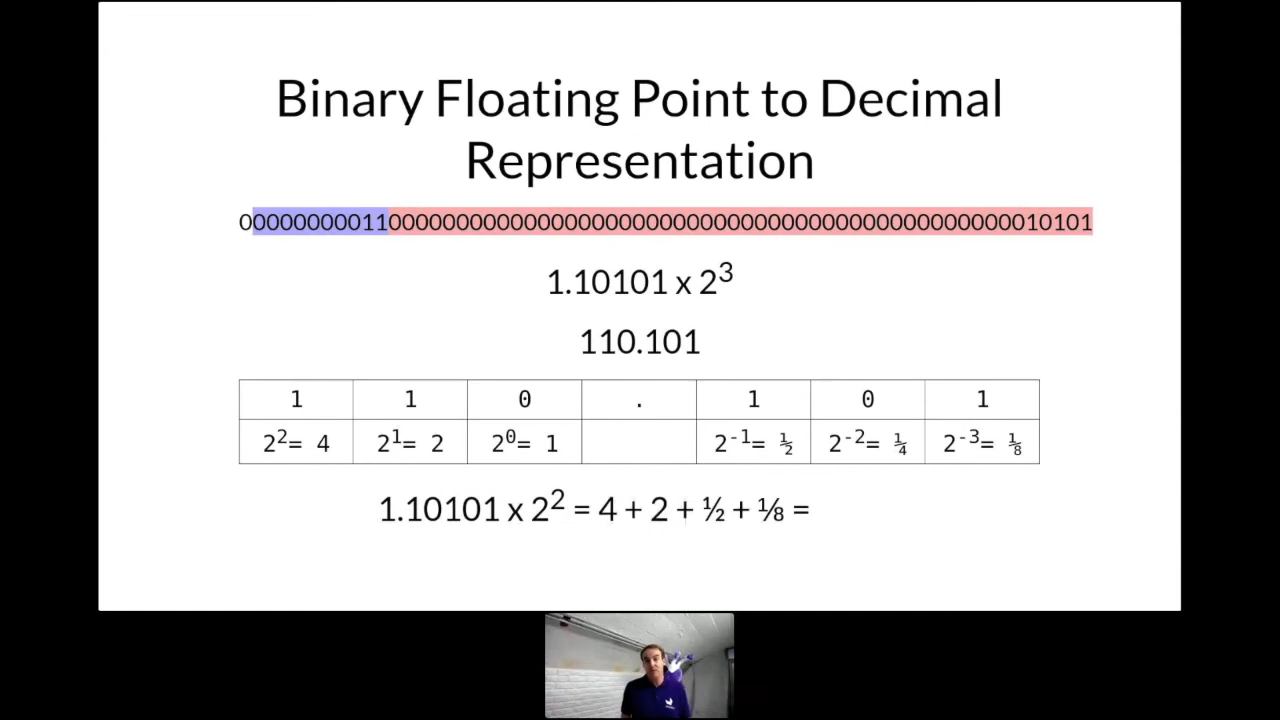 Binary Floating Point to Decimal
Representation
000000000110000000000000000000000000000000000000000000000010101
1.10101 x 2³
110.101
1 1 0 . 1 0 1
2²= 4 2¹= 2 2⁰= 1 2⁻¹= ½ 2⁻²= ¼ 2⁻³= ⅛
1.10101 x 2² = 4 + 2 + ½ + ⅛ =